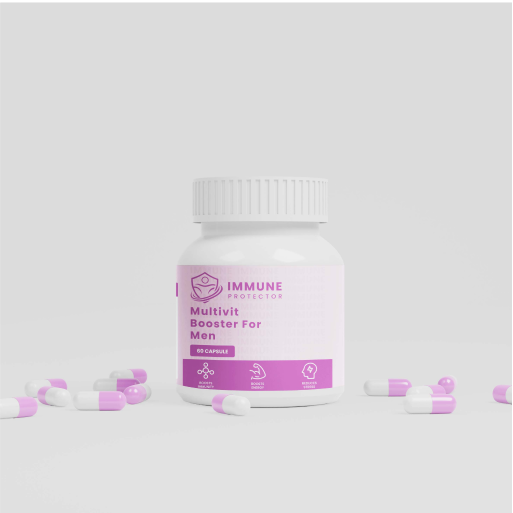 IMMUNE
PROTECTOR
Multivit
Booster For
Men
60 CAPSULE